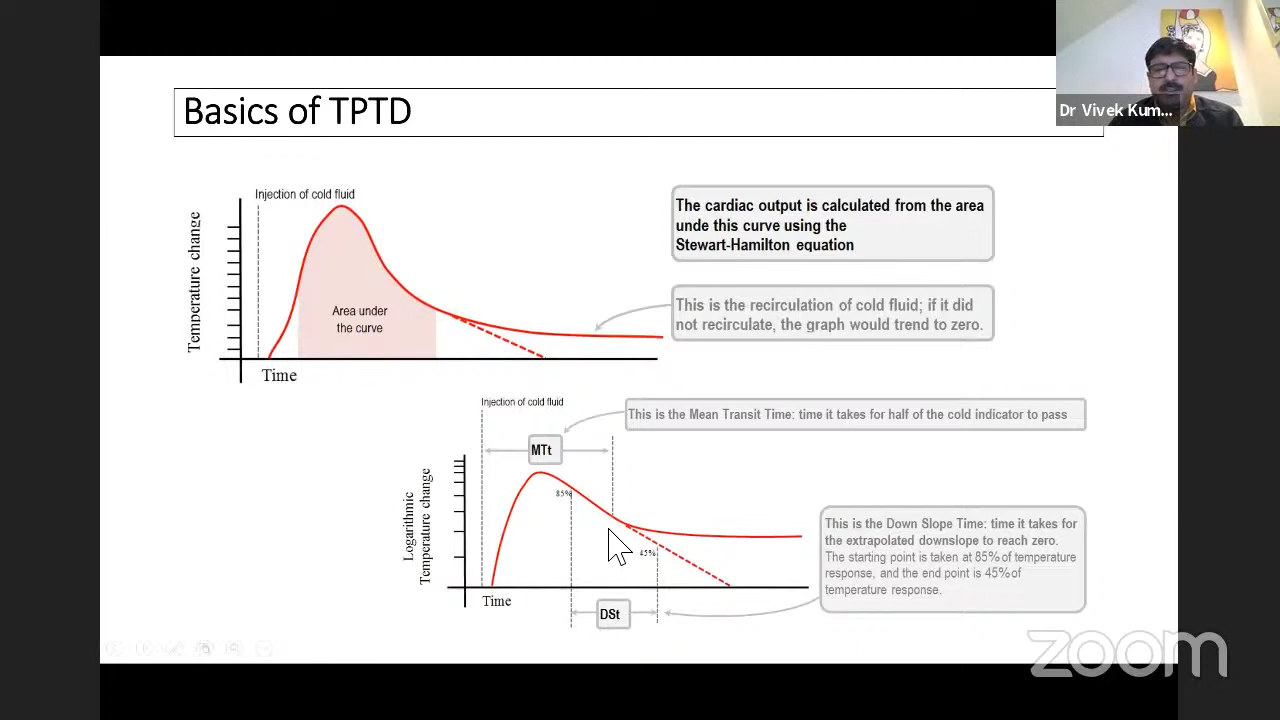 Dr Vivek Kum...
Basics of TPTD
Injection of cold fluid
Temperature change
Area under
the curve
Time
The cardiac output is calculated from the area
unde this curve using the
Stewart-Hamilton equation
This is the recirculation of cold fluid; if it did
not recirculate, the graph would trend to zero.
Injection of cold fluid
This is the Mean Transit Time: time it takes for half of the cold indicator to pass
MTt
Logarithmic
Temperature change
85%
45%
Time
DSt
This is the Down Slope Time: time it takes for
the extrapolated downslope to reach zero.
The starting point is taken at 85% of temperature
response, and the end point is 45% of
temperature response.
zoom